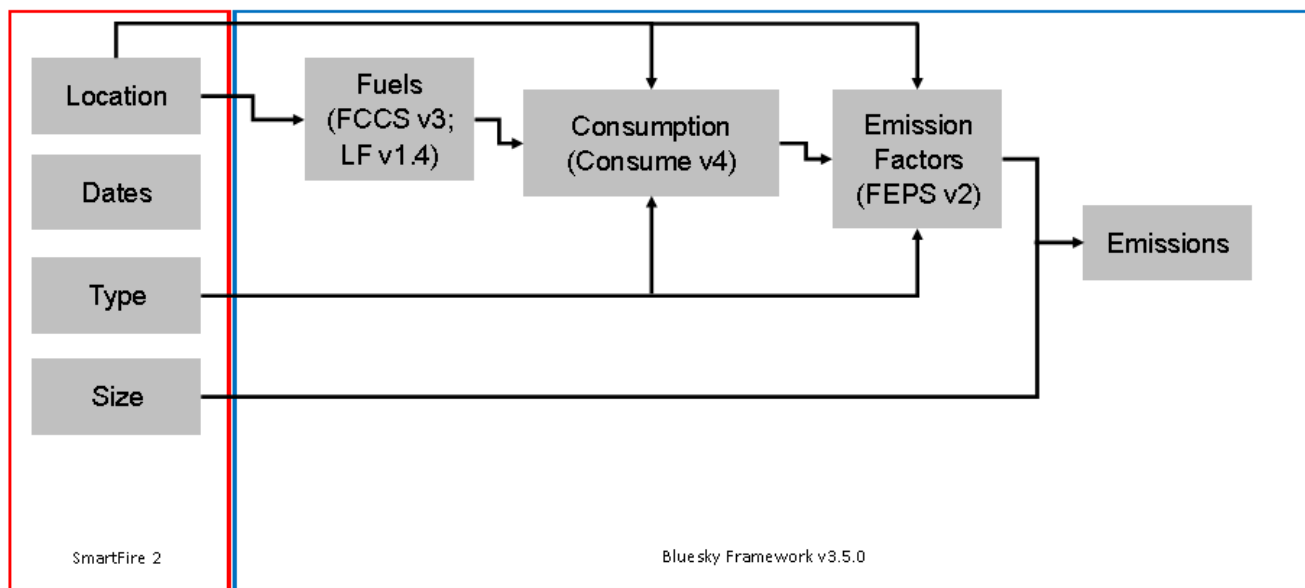 Location
Dates
Type
Size
Fuels
(FCCS v3;
LF v1.4)
Consumption
(Consume v4)
Emission
Factors
(FEPS v2)
Emissions
SmartFire 2
Bluesky Framework v3.5.0